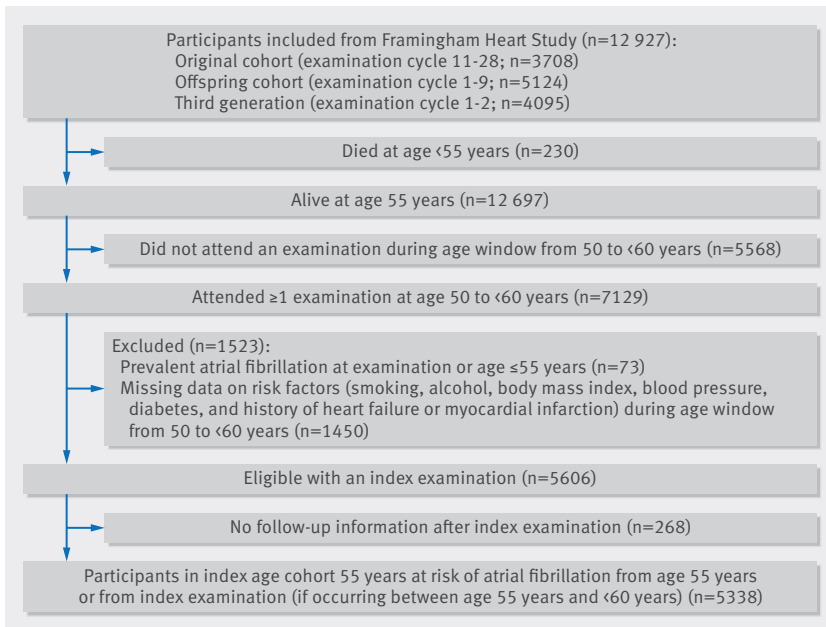 Participants included from Framingham Heart Study (n=12 927):
Original cohort (examination cycle 11-28; n=3708)
Offspring cohort (examination cycle 1-9; n=5124)
Third generation (examination cycle 1-2; n=4095)
Died at age <55 years (n=230)
Alive at age 55 years (n=12 697)
Did not attend an examination during age window from 50 to <60 years (n=5568)
Attended ≥1 examination at age 50 to <60 years (n=7129)
Excluded (n=1523):
Prevalent atrial fibrillation at examination or age ≤55 years (n=73)
Missing data on risk factors (smoking, alcohol, body mass index, blood pressure,
diabetes, and history of heart failure or myocardial infarction) during age window
from 50 to <60 years (n=1450)
Eligible with an index examination (n=5606)
No follow-up information after index examination (n=268)
Participants in index age cohort 55 years at risk of atrial fibrillation from age 55 years
or from index examination (if occurring between age 55 years and <60 years) (n=5338)